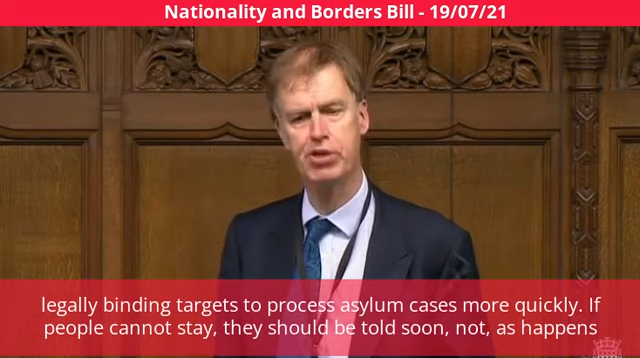 Nationality and Borders Bill - 19/07/21
legally binding targets to process asylum cases more quickly. If
people cannot stay, they should be told soon, not, as happens